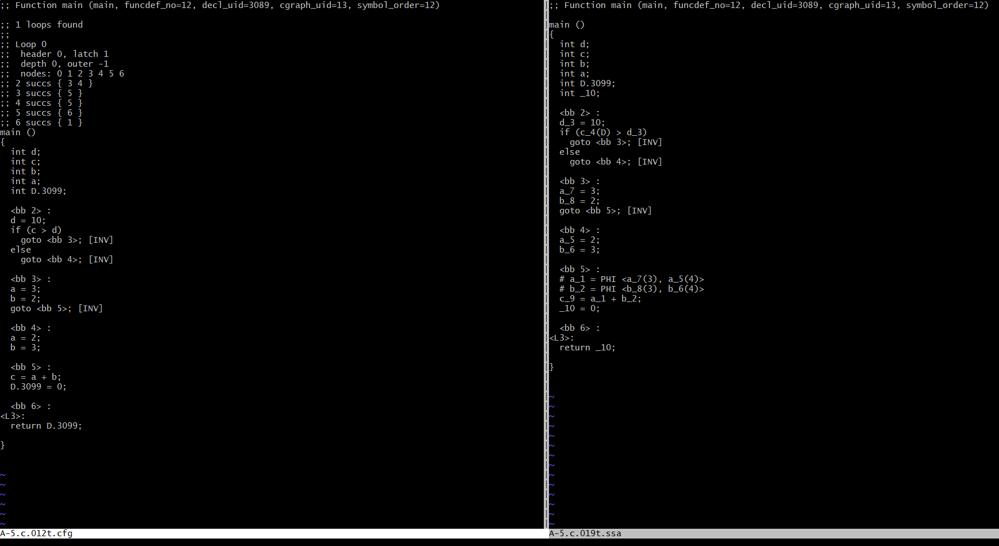 ;; Function main (main, funcdef_no=12, decl_uid=3089, cgraph_uid=13, symbol_order=12)
;; 1 loops found
;;
;; Loop 0
;;  header 0, latch 1
;;  depth 0, outer -1
;;  nodes: 0 1 2 3 4 5 6
;; 2 succs { 3 4 }
;; 3 succs { 5 }
;; 4 succs { 5 }
;; 5 succs { 6 }
;; 6 succs { 1 }
main ()
{
  int d;
  int c;
  int b;
  int a;
  int D.3099;
  <bb 2> :
  d = 10;
  if (c > d)
    goto <bb 3>; [INV]
  else
    goto <bb 4>; [INV]
  <bb 3> :
  a = 3;
  b = 2;
  goto <bb 5>; [INV]
  <bb 4> :
  a = 2;
  b = 3;
  <bb 5> :
  c = a + b;
  D.3099 = 0;
  <bb 6> :
<L3>:
  return D.3099;
}
~
~
~
~
~
~
A-5.c.012t.cfg
;; Function main (main, funcdef_no=12, decl_uid=3089, cgraph_uid=13, symbol_order=12)
main ()
{
  int d;
  int c;
  int b;
  int a;
  int D.3099;
  int _10;
  <bb 2> :
  d_3 = 10;
  if (c_4(D) > d_3)
    goto <bb 3>; [INV]
  else
    goto <bb 4>; [INV]
  <bb 3> :
  a_7 = 3;
  b_8 = 2;
  goto <bb 5>; [INV]
  <bb 4> :
  a_5 = 2;
  b_6 = 3;
  <bb 5> :
  # a_1 = PHI <a_7(3), a_5(4)>
  # b_2 = PHI <b_8(3), b_6(4)>
  c_9 = a_1 + b_2;
  _10 = 0;
  <bb 6> :
<L3>:
  return _10;
}
~
~
~
~
~
~
~
~
~
~
~
~
~
~
A-5.c.019t.ssa